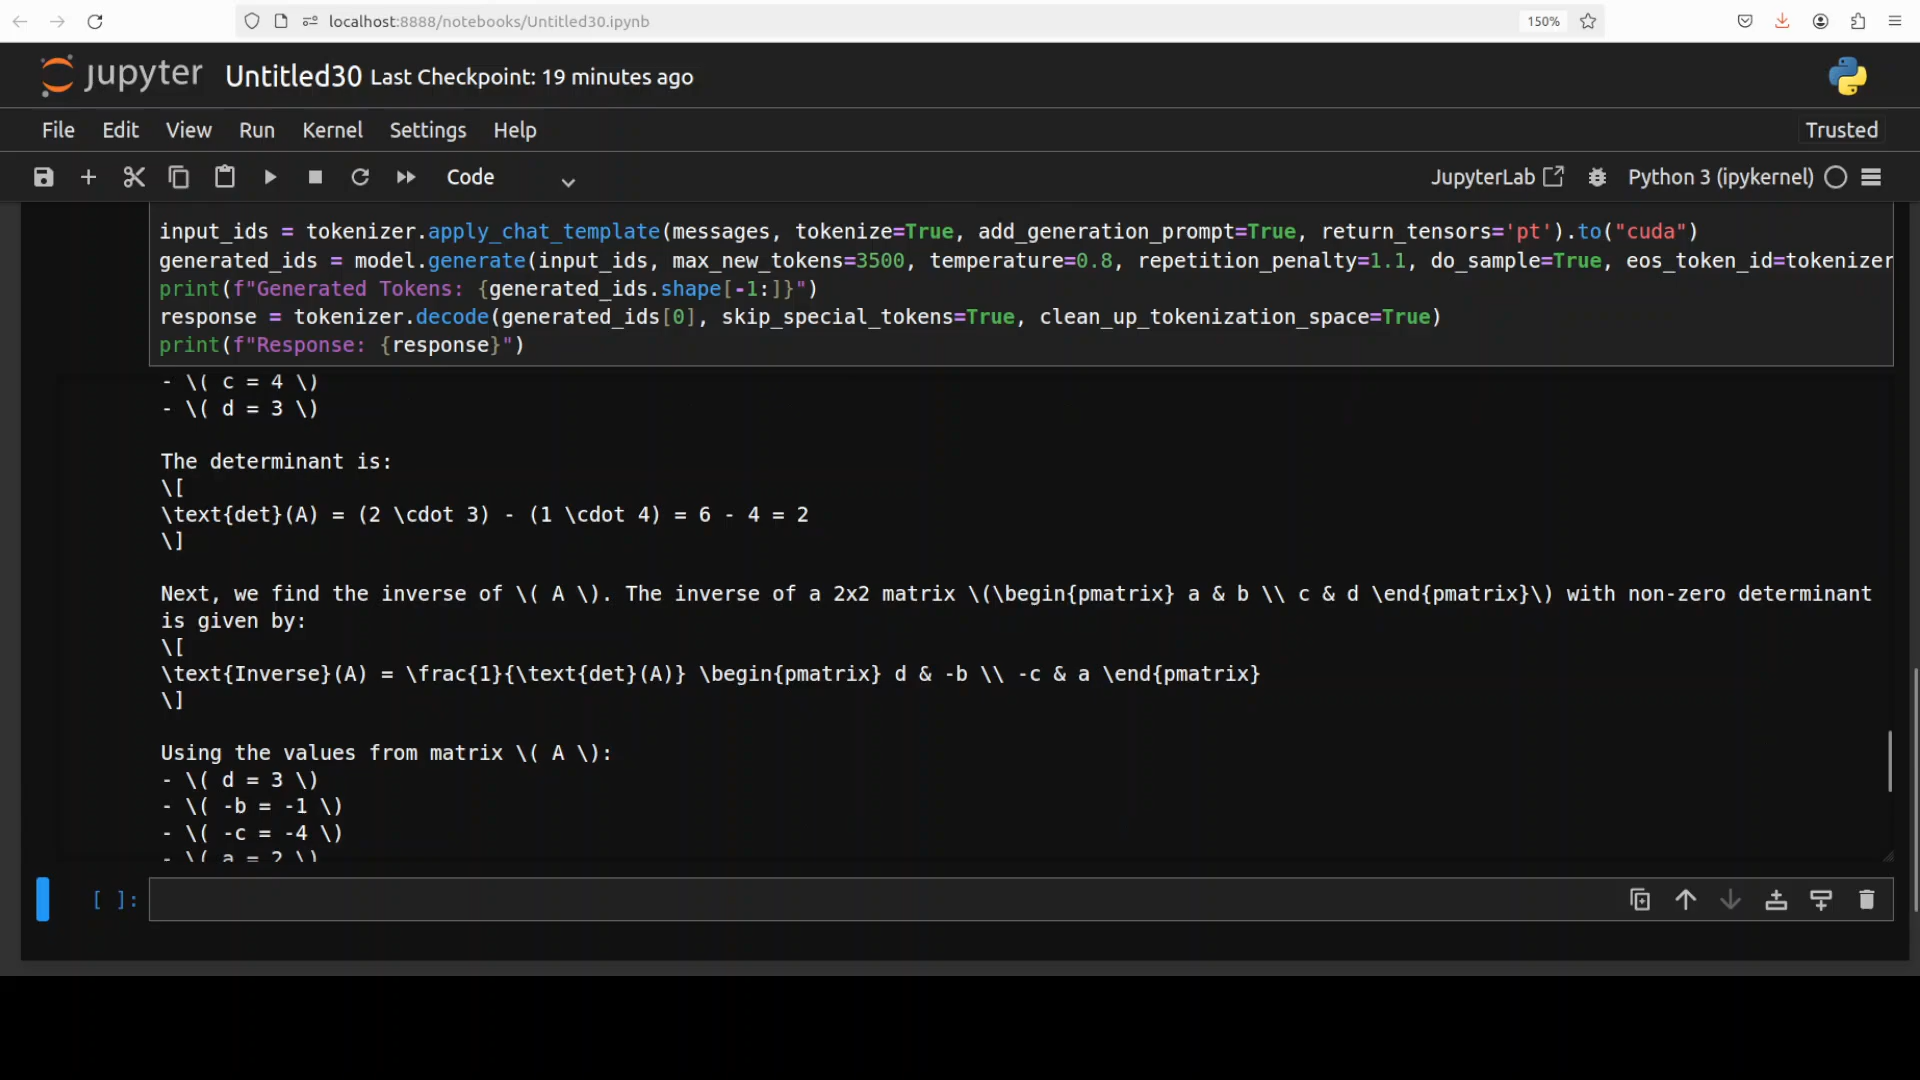 localhost:8888/notebooks/Untitled30.ipynb 150%
jupyter Untitled30 Last Checkpoint: 19 minutes ago
File Edit View Run Kernel Settings Help Trusted
Code JupyterLab Python 3 (ipykernel)
input_ids = tokenizer.apply_chat_template(messages, tokenize=True, add_generation_prompt=True, return_tensors='pt').to("cuda")
generated_ids = model.generate(input_ids, max_new_tokens=3500, temperature=0.8, repetition_penalty=1.1, do_sample=True, eos_token_id=tokenizer
print(f"Generated Tokens: {generated_ids.shape[-1:]}")
response = tokenizer.decode(generated_ids[0], skip_special_tokens=True, clean_up_tokenization_space=True)
print(f"Response: {response}")
- \( c = 4 \)
- \( d = 3 \)
The determinant is:
\[
\text{det}(A) = (2 \cdot 3) - (1 \cdot 4) = 6 - 4 = 2
\]
Next, we find the inverse of \( A \). The inverse of a 2x2 matrix \(\begin{pmatrix} a & b \\ c & d \end{pmatrix}\) with non-zero determinant
is given by:
\[
\text{Inverse}(A) = \frac{1}{\text{det}(A)} \begin{pmatrix} d & -b \\ -c & a \end{pmatrix}
\]
Using the values from matrix \( A \):
- \( d = 3 \)
- \( -b = -1 \)
- \( -c = -4 \)
- \( a = 2 \)
[ ]: